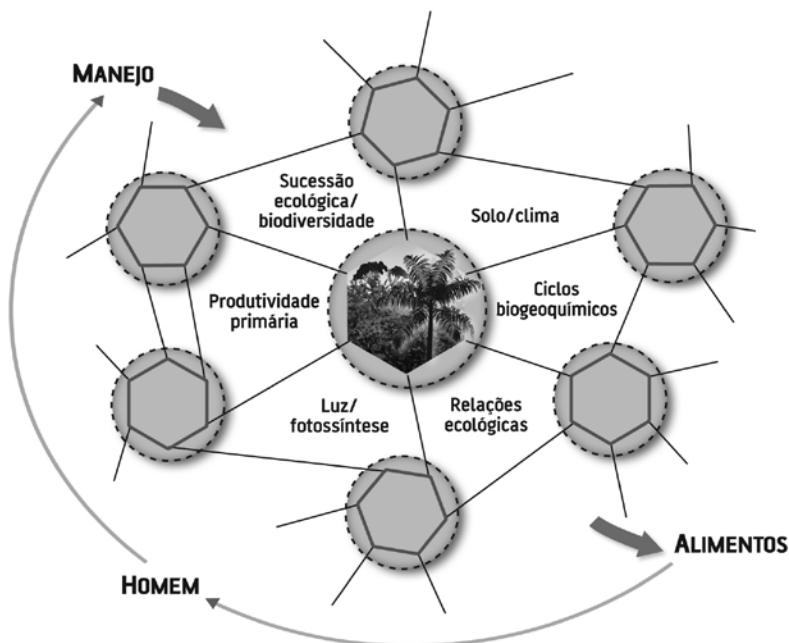 MANEJO
Sucessão
ecológica/
biodiversidade
Solo/clima
Produtividade
primária
Ciclos
biogeoquímicos
Luz/
fotossíntese
Relações
ecológicas
ALIMENTOS
HOMEM